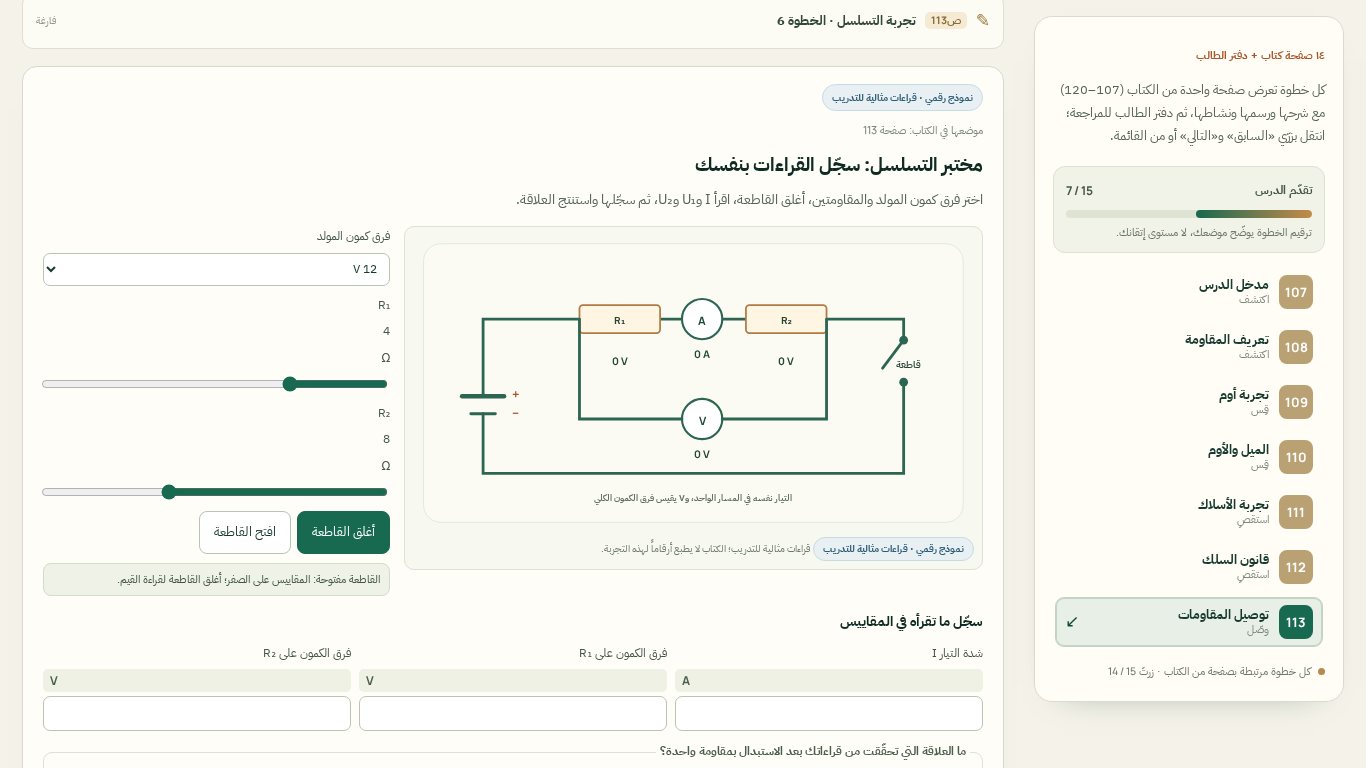 تجربة التسلسل · الخطوة 6
ص113
فارغة
نموذج رقمي · قراءات مثالية للتدريب
موضعها في الكتاب: صفحة 113
مختبر التسلسل: سجّل القراءات بنفسك
اختر فرق كمون المولد والمقاومتين، أغلق القاطعة، اقرأ I وU₁ وU₂، ثم سجّلها واستنتج العلاقة.
R₁
A
R₂
0 V
0 A
0 V
قاطعة
+
−
V
0 V
التيار نفسه في المسار الواحد، وV يقيس فرق الكمون الكلي
نموذج رقمي · قراءات مثالية للتدريب
قراءات مثالية للتدريب؛ الكتاب لا يطبع أرقاماً لهذه التجربة.
فرق كمون المولد
12 V
R₁
4
Ω
R₂
8
Ω
أغلق القاطعة
افتح القاطعة
القاطعة مفتوحة: المقاييس على الصفر؛ أغلق القاطعة لقراءة القيم.
سجّل ما تقرأه في المقاييس
شدة التيار I
A
فرق الكمون على R₁
V
فرق الكمون على R₂
V
ما العلاقة التي تحقّقت من قراءاتك بعد الاستبدال بمقاومة واحدة؟
١٤ صفحة كتاب + دفتر الطالب
كل خطوة تعرض صفحة واحدة من الكتاب (107–120)
مع شرحها ورسمها ونشاطها، ثم دفتر الطالب للمراجعة؛
انتقل بزرّي «السابق» و«التالي» أو من القائمة.
تقدّم الدرس
7 / 15
ترقيم الخطوة يوضّح موضعك، لا مستوى إتقانك.
107
مدخل الدرس
اكتشف
108
تعريف المقاومة
اكتشف
109
تجربة أوم
قِس
110
الميل والأوم
قِس
111
تجربة الأسلاك
استقصِ
112
قانون السلك
استقصِ
113
توصيل المقاومات
وصّل
↙
كل خطوة مرتبطة بصفحة من الكتاب · زرتَ 15 / 14